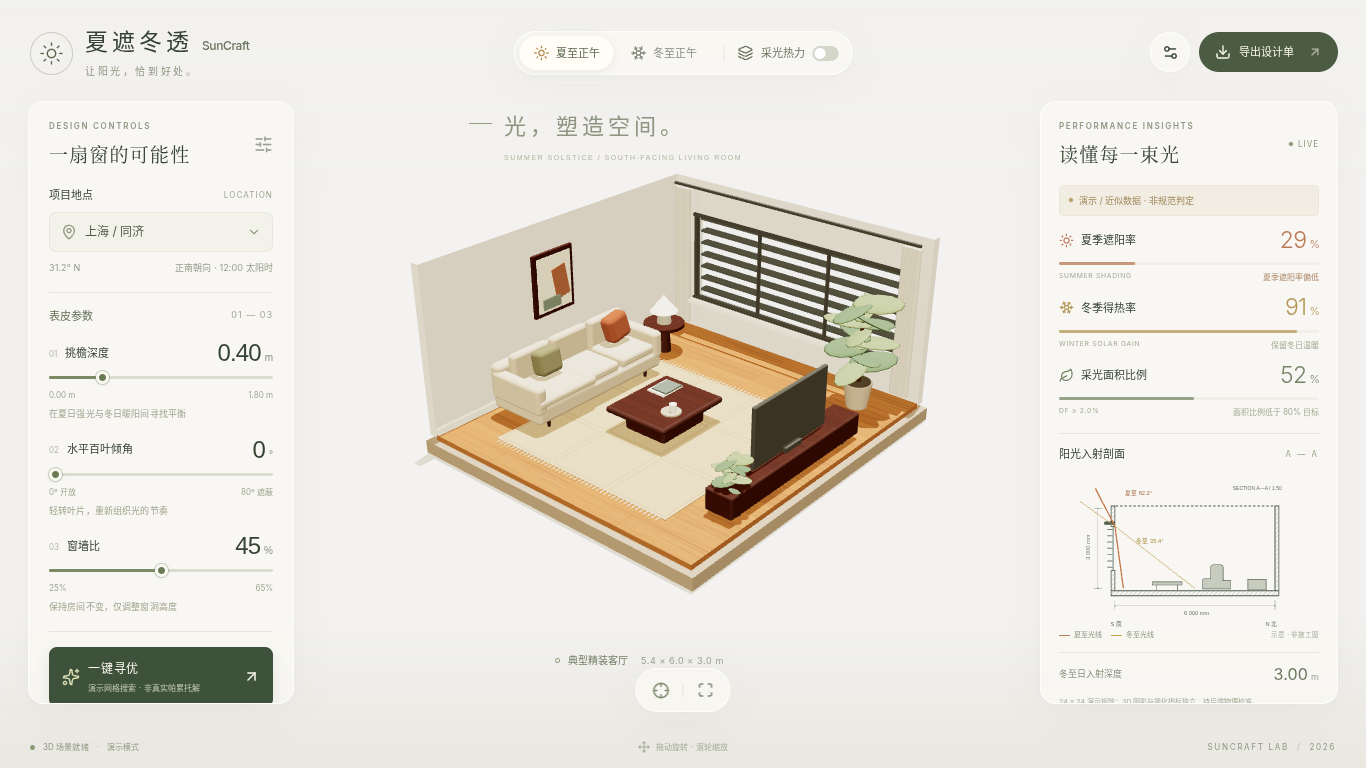 夏遮冬透 SunCraft
让阳光，恰到好处。
夏至正午
冬至正午
采光热力
导出设计单
DESIGN CONTROLS
一扇窗的可能性
项目地点 LOCATION
上海 / 同济
31.2° N 正南朝向 · 12:00 太阳时
表皮参数 01 — 03
01 挑檐深度 0.40 m
0.00 m 1.80 m
在夏日强光与冬日暖阳间寻找平衡
02 水平百叶倾角 0 °
0° 开放 80° 遮蔽
轻转叶片，重新组织光的节奏
03 窗墙比 45 %
25% 65%
保持房间不变，仅调整窗洞高度
一键寻优
演示网格搜索 · 非真实帕累托解
光，塑造空间。
SUMMER SOLSTICE / SOUTH-FACING LIVING ROOM
典型精装客厅 5.4 × 6.0 × 3.0 m
PERFORMANCE INSIGHTS
读懂每一束光 LIVE
演示 / 近似数据 · 非规范判定
夏季遮阳率 29 %
SUMMER SHADING 夏季遮阳率偏低
冬季得热率 91 %
WINTER SOLAR GAIN 保留冬日温暖
采光面积比例 52 %
DF ≥ 2.0% 面积比例低于 80% 目标
阳光入射剖面 A — A
夏至 82.2° SECTION A—A / 1:50
冬至 35.4°
3 000 mm
6 000 mm
S 南 N 北
夏至光线 冬至光线 示意 · 非施工图
冬至日入射深度 3.00 m
3D 场景就绪 · 演示模式
拖动旋转 · 滚轮缩放
SUNCRAFT LAB / 2026